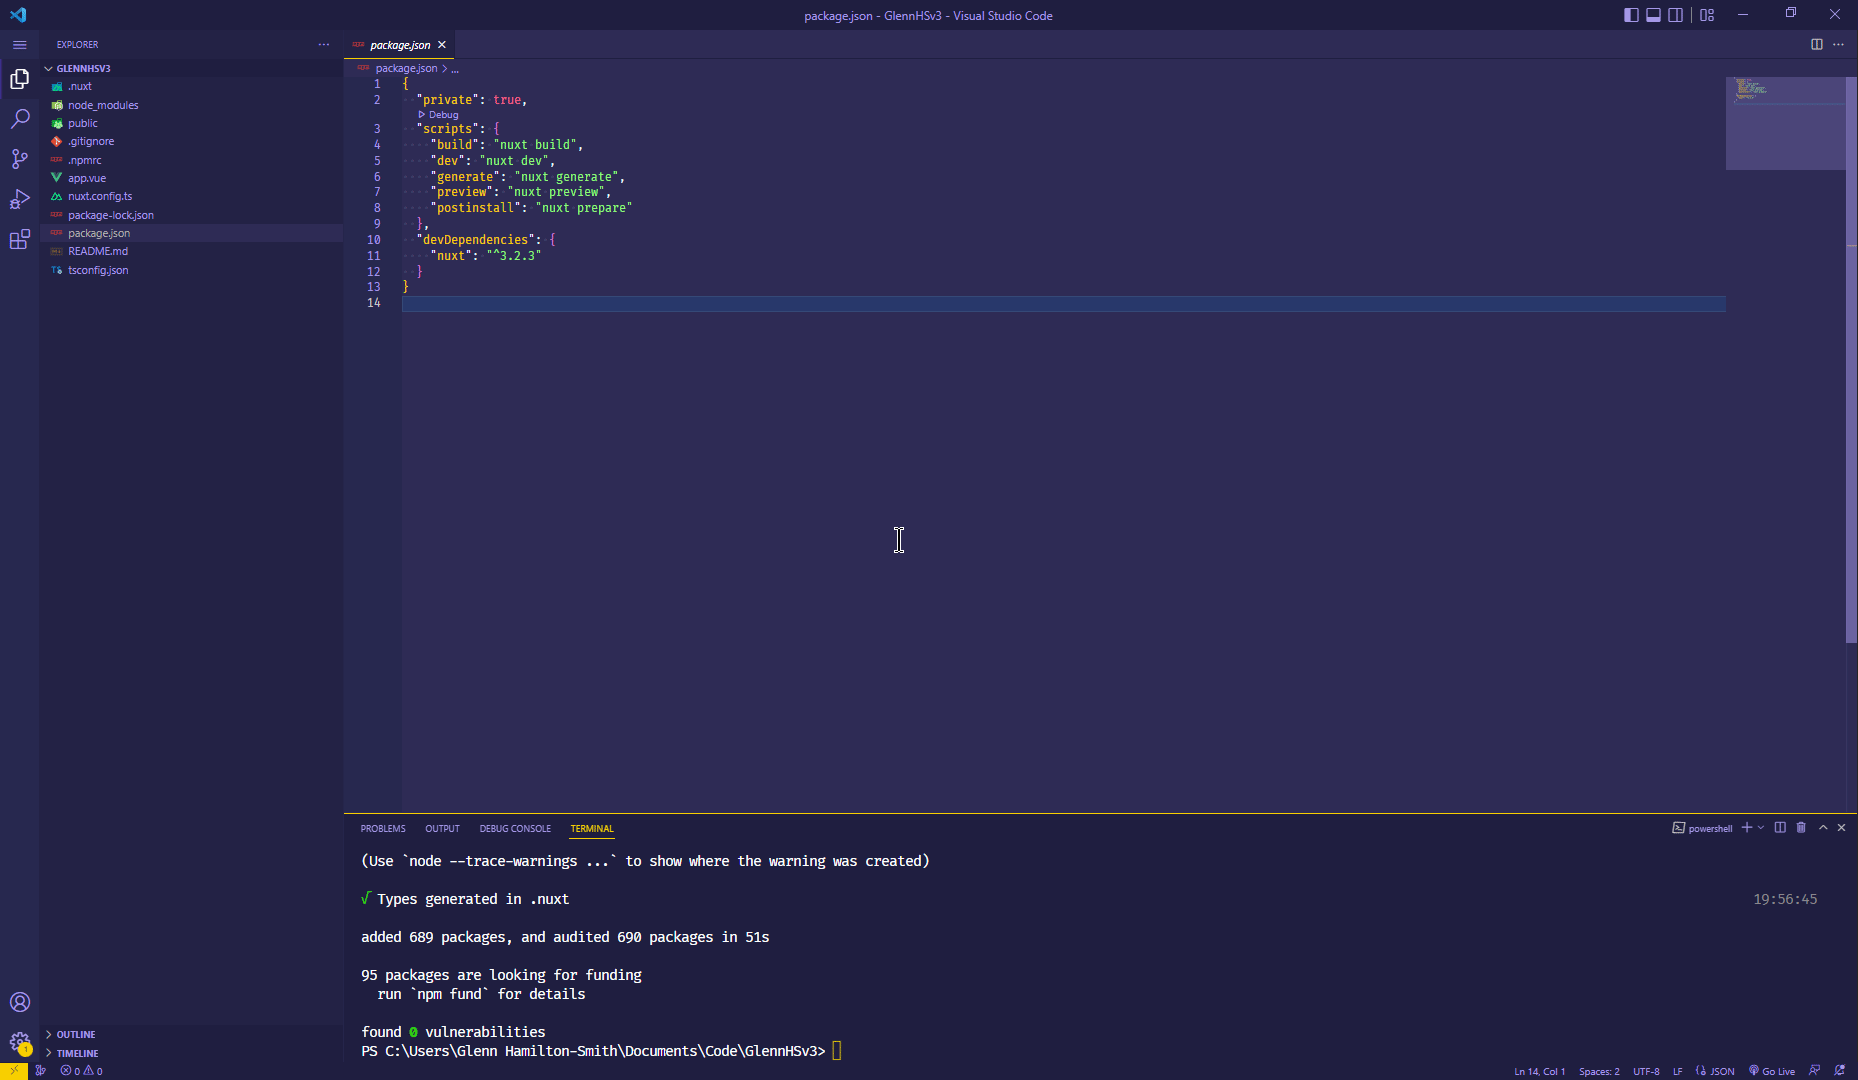 package.json - GlennHSv3 - Visual Studio Code
EXPLORER
GLENNHSV3
.nuxt
node_modules
public
.gitignore
.npmrc
app.vue
nuxt.config.ts
package-lock.json
package.json
README.md
tsconfig.json
OUTLINE
TIMELINE
package.json
package.json > ...
1 {
2 "private": true,
Debug
3 "scripts": {
4 "build": "nuxt build",
5 "dev": "nuxt dev",
6 "generate": "nuxt generate",
7 "preview": "nuxt preview",
8 "postinstall": "nuxt prepare"
9 },
10 "devDependencies": {
11 "nuxt": "^3.2.3"
12 }
13 }
14
PROBLEMS OUTPUT DEBUG CONSOLE TERMINAL
powershell
(Use `node --trace-warnings ...` to show where the warning was created)
√ Types generated in .nuxt 19:56:45
added 689 packages, and audited 690 packages in 51s
95 packages are looking for funding
run `npm fund` for details
found 0 vulnerabilities
PS C:\Users\Glenn Hamilton-Smith\Documents\Code\GlennHSv3>
1
0 0
Ln 14, Col 1 Spaces: 2 UTF-8 LF JSON Go Live